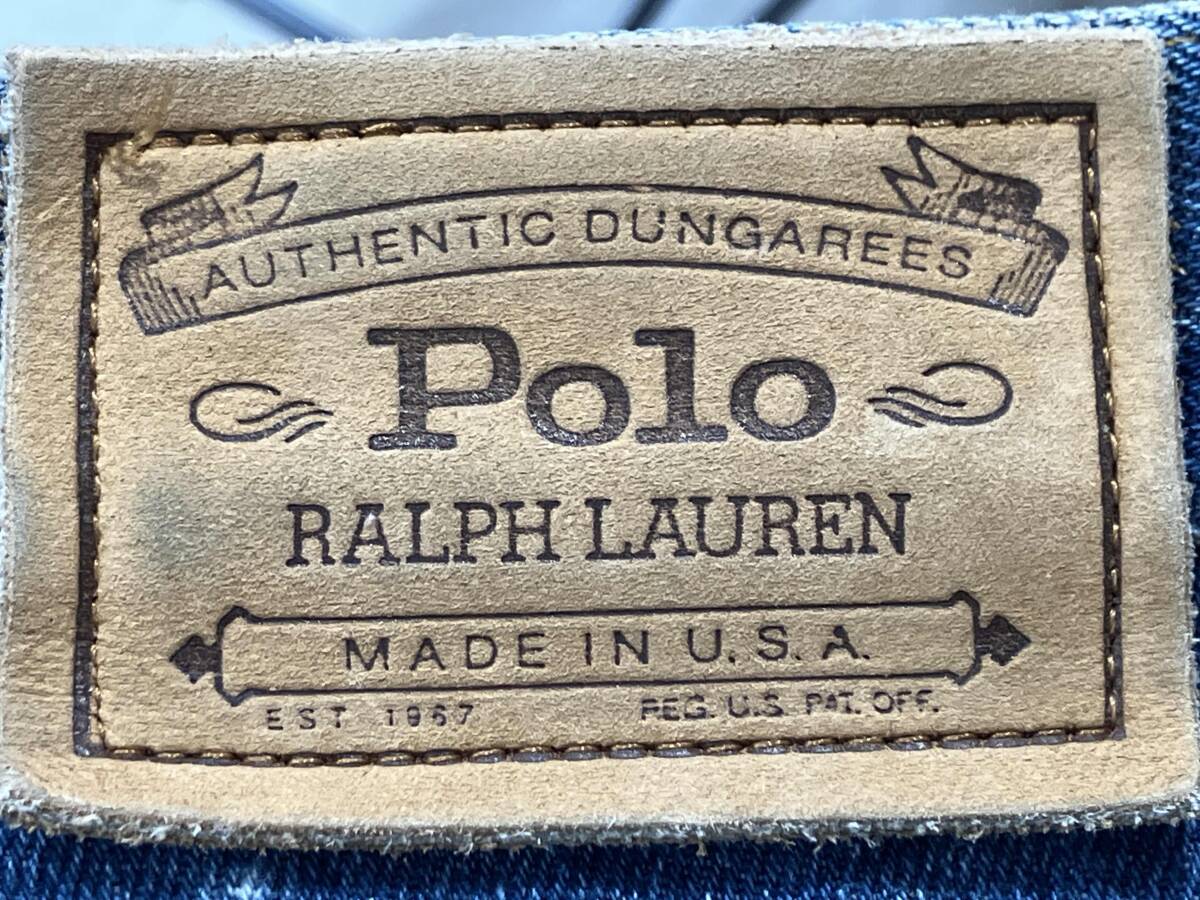 AUTHENTIC DUNGAREES
Polo
RALPH LAUREN
MADE IN U.S.A.
EST 1967 REG. U.S. PAT. OFF.